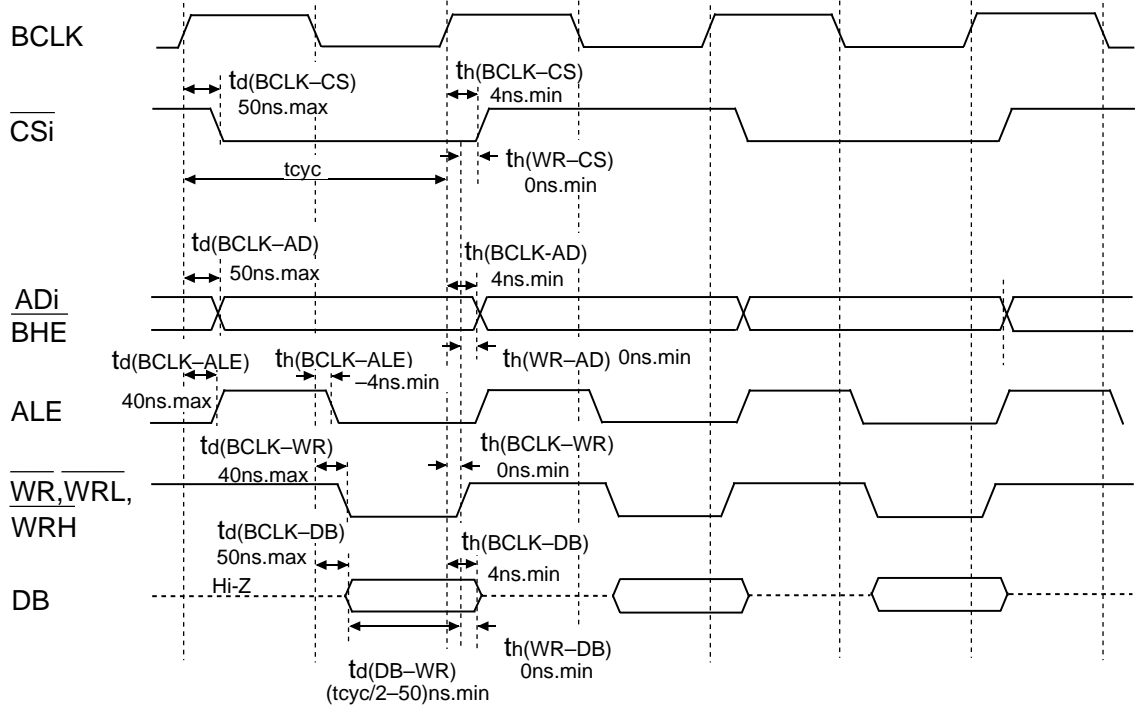 BCLK
td(BCLK–CS)
50ns.max
th(BCLK–CS)
4ns.min
CSi
tcyc
th(WR–CS)
0ns.min
td(BCLK–AD)
50ns.max
th(BCLK-AD)
4ns.min
ADi
BHE
td(BCLK–ALE)
40ns.max
th(BCLK–ALE)
–4ns.min
th(WR–AD) 0ns.min
ALE
td(BCLK–WR)
40ns.max
th(BCLK–WR)
0ns.min
WR,WRL,
WRH
td(BCLK–DB)
50ns.max
th(BCLK–DB)
4ns.min
Hi-Z
DB
td(DB–WR)
(tcyc/2–50)ns.min
th(WR–DB)
0ns.min